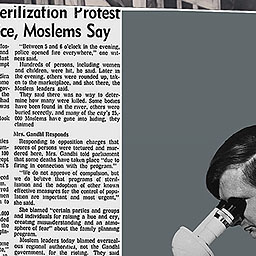 erilization Protest
ce, Moslems Say
"Between 5 and 6 o'clock in the evening,
police opened fire everywhere," one wit-
ness said.
Hundreds of persons, including women
and children, were hit, he said. Later in
the evening, others were rounded up, tak-
en to the marketplace, and shot there, the
Moslem leaders said.
They said there was no way to deter-
mine how many were killed. Some bodies
have been found in the river, others were
buried secretly, and many of the city's 25,-
000 Moslems have gone into hiding, they
claimed
Mrs. Gandhi Responds
Responding to opposition charges that
scores of persons were tortured and mur-
dered here, Mrs. Gandhi told parliament
that some deaths have taken place "due to
firing in connection with the program."
"We do not approve of compulsion, but
we do believe that programs of steril-
ization and the adoption of other known
effective measures for the control of popu-
lation are important and most urgent,"
she said.
She blamed "certain parties and groups
and individuals for raising a hue and cry,
creating misunderstanding and an atmo-
sphere of fear" about the family planning
program.
Moslem leaders today blamed overzeal-
ous regional authorities, not the Gandhi
government, for the rioting. They said